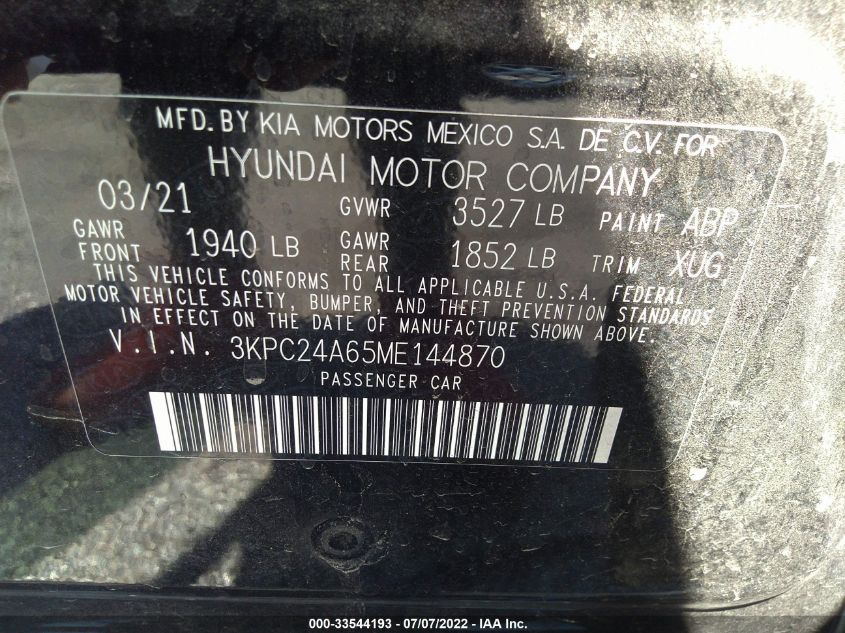 MFD. BY KIA MOTORS MEXICO S.A. DE C.V. FOR
HYUNDAI MOTOR COMPANY
03/21 GVWR 3527 LB PAINT ABP
GAWR FRONT 1940 LB GAWR REAR 1852 LB TRIM XUG
THIS VEHICLE CONFORMS TO ALL APPLICABLE U.S.A. FEDERAL
MOTOR VEHICLE SAFETY, BUMPER, AND THEFT PREVENTION STANDARDS
IN EFFECT ON THE DATE OF MANUFACTURE SHOWN ABOVE.
V.I.N. 3KPC24A65ME144870
PASSENGER CAR
000-33544193 - 07/07/2022 - IAA Inc.